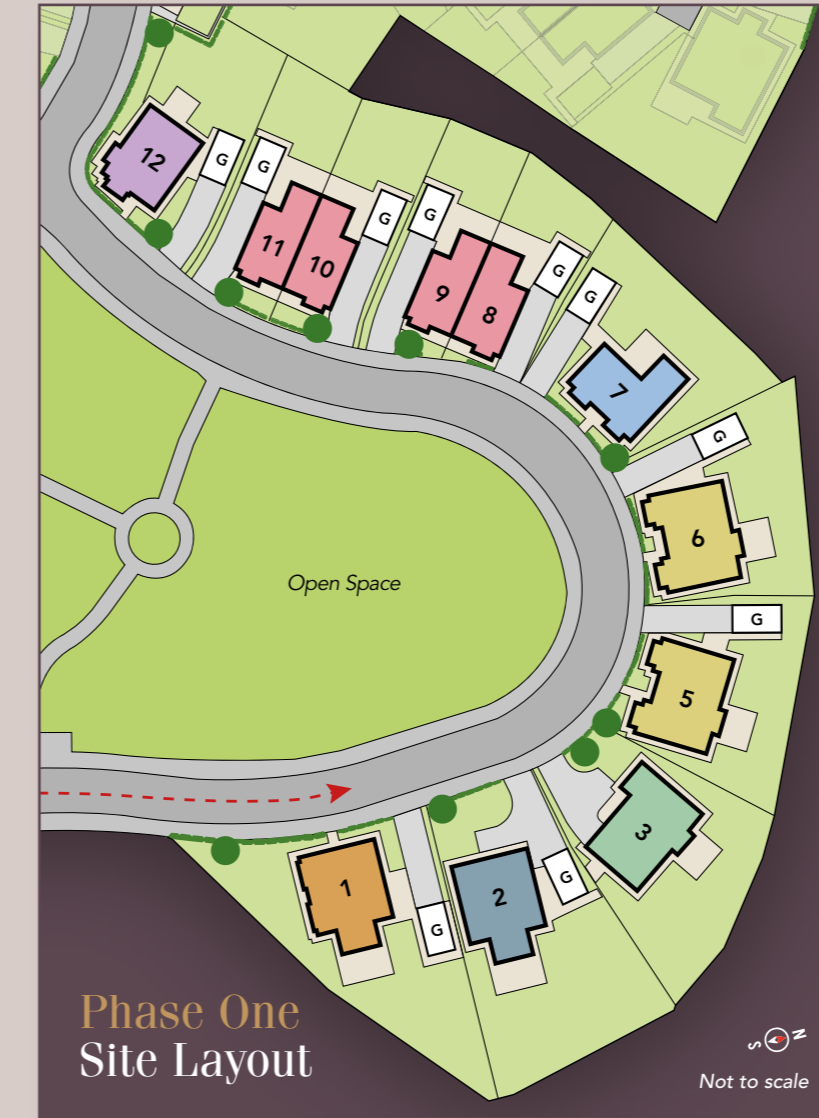 12
G
G
11
10
G
G
9
8
G
G
7
G
6
Open Space
G
5
3
1
2
G
G
Phase One
Site Layout
S N
Not to scale